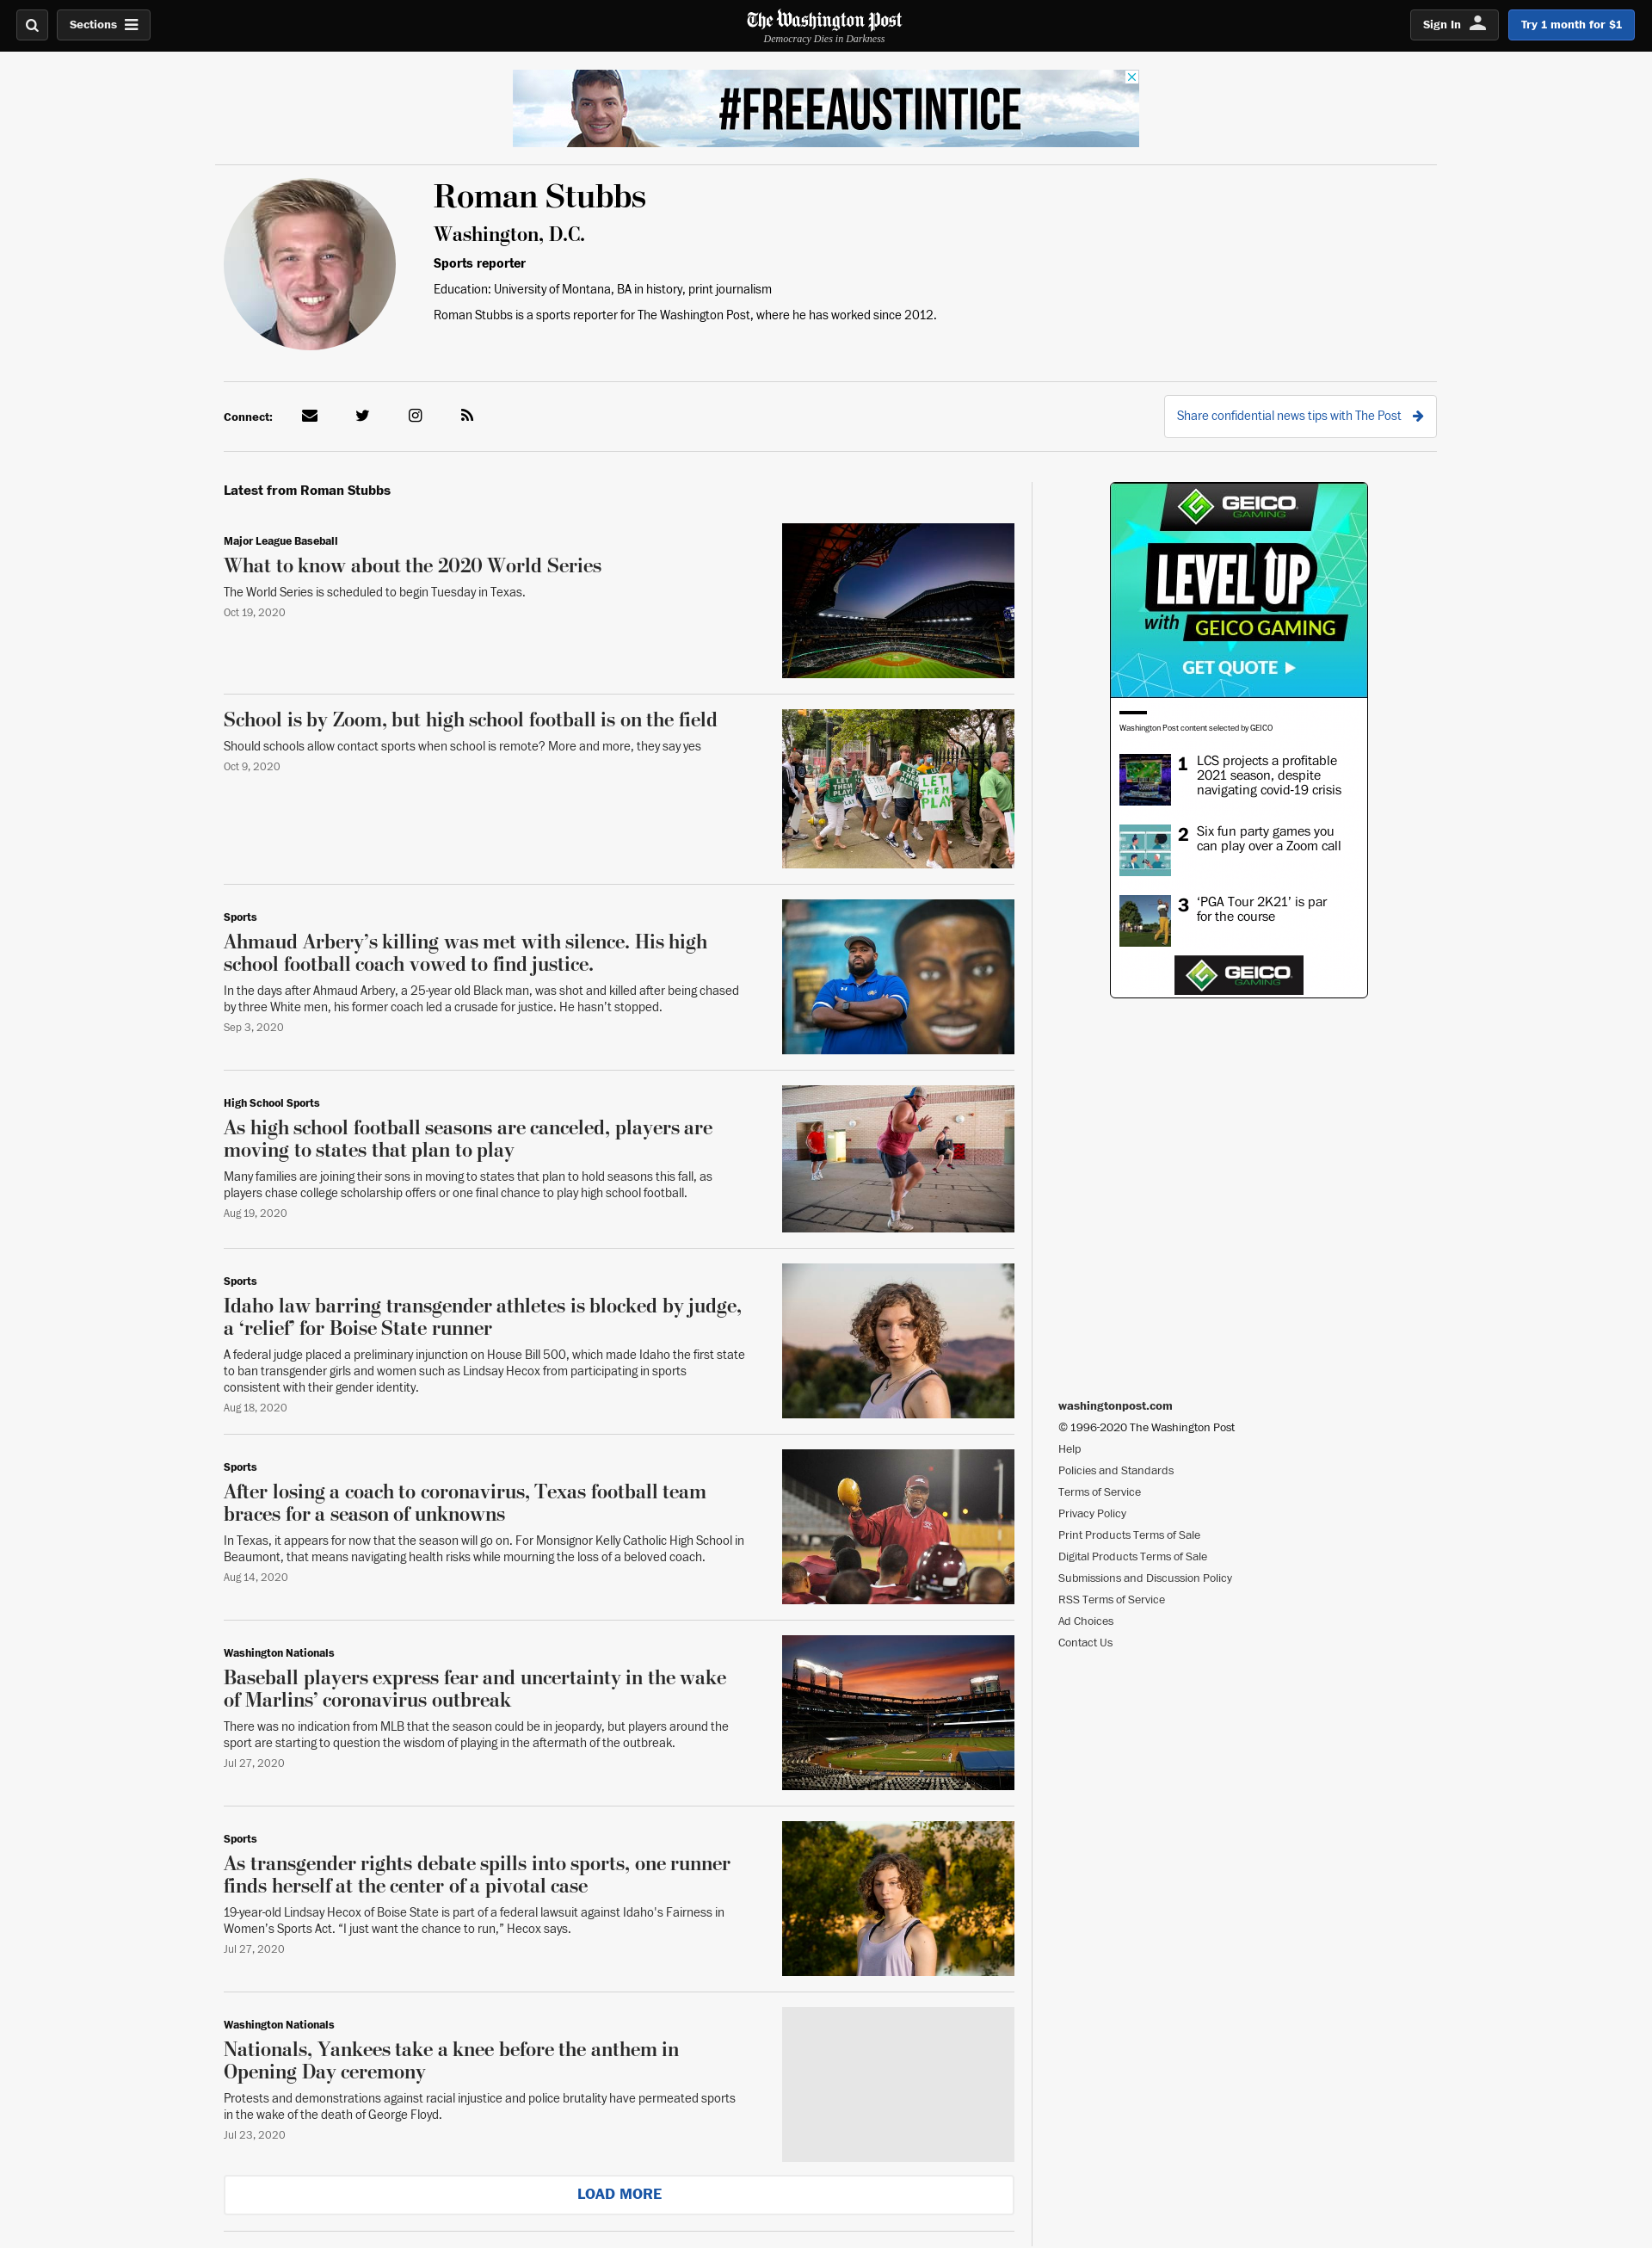 Sections
The Washington Post
Democracy Dies in Darkness
Sign In
Try 1 month for $1
#FREEAUSTINTICE
Roman Stubbs
Washington, D.C.
Sports reporter
Education: University of Montana, BA in history, print journalism
Roman Stubbs is a sports reporter for The Washington Post, where he has worked since 2012.
Connect:
Share confidential news tips with The Post
Latest from Roman Stubbs
Major League Baseball
What to know about the 2020 World Series
The World Series is scheduled to begin Tuesday in Texas.
Oct 19, 2020
School is by Zoom, but high school football is on the field
Should schools allow contact sports when school is remote? More and more, they say yes
Oct 9, 2020
LET
THEM
PLAY!
LET
THEM
PLAY
Sports
Ahmaud Arbery’s killing was met with silence. His high
school football coach vowed to find justice.
In the days after Ahmaud Arbery, a 25-year old Black man, was shot and killed after being chased
by three White men, his former coach led a crusade for justice. He hasn’t stopped.
Sep 3, 2020
High School Sports
As high school football seasons are canceled, players are
moving to states that plan to play
Many families are joining their sons in moving to states that plan to hold seasons this fall, as
players chase college scholarship offers or one final chance to play high school football.
Aug 19, 2020
Sports
Idaho law barring transgender athletes is blocked by judge,
a ‘relief’ for Boise State runner
A federal judge placed a preliminary injunction on House Bill 500, which made Idaho the first state
to ban transgender girls and women such as Lindsay Hecox from participating in sports
consistent with their gender identity.
Aug 18, 2020
Sports
After losing a coach to coronavirus, Texas football team
braces for a season of unknowns
In Texas, it appears for now that the season will go on. For Monsignor Kelly Catholic High School in
Beaumont, that means navigating health risks while mourning the loss of a beloved coach.
Aug 14, 2020
Washington Nationals
Baseball players express fear and uncertainty in the wake
of Marlins’ coronavirus outbreak
There was no indication from MLB that the season could be in jeopardy, but players around the
sport are starting to question the wisdom of playing in the aftermath of the outbreak.
Jul 27, 2020
Sports
As transgender rights debate spills into sports, one runner
finds herself at the center of a pivotal case
19-year-old Lindsay Hecox of Boise State is part of a federal lawsuit against Idaho's Fairness in
Women’s Sports Act. “I just want the chance to run,” Hecox says.
Jul 27, 2020
Washington Nationals
Nationals, Yankees take a knee before the anthem in
Opening Day ceremony
Protests and demonstrations against racial injustice and police brutality have permeated sports
in the wake of the death of George Floyd.
Jul 23, 2020
LOAD MORE
GEICO
GAMING
LEVEL UP
with GEICO GAMING
GET QUOTE
Washington Post content selected by GEICO
1 LCS projects a profitable
2021 season, despite
navigating covid-19 crisis
2 Six fun party games you
can play over a Zoom call
3 ‘PGA Tour 2K21’ is par
for the course
GEICO
GAMING
washingtonpost.com
© 1996-2020 The Washington Post
Help
Policies and Standards
Terms of Service
Privacy Policy
Print Products Terms of Sale
Digital Products Terms of Sale
Submissions and Discussion Policy
RSS Terms of Service
Ad Choices
Contact Us